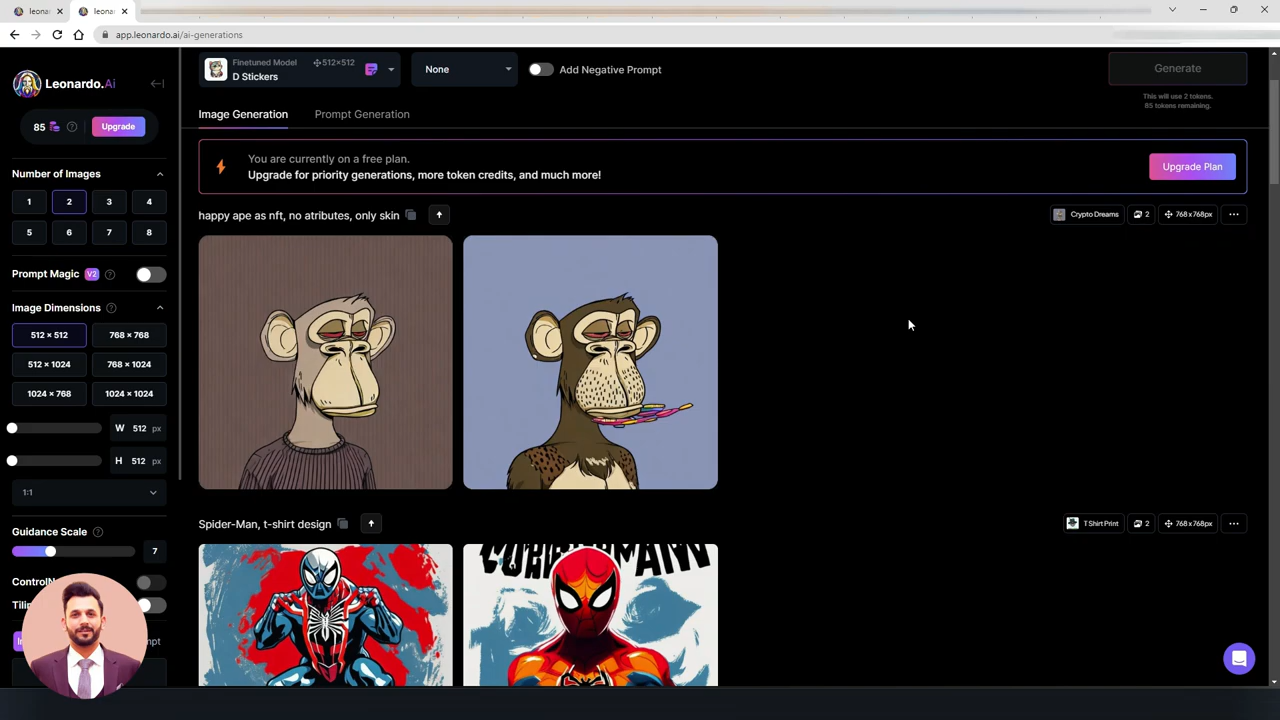 leona
leona
app.leonardo.ai/ai-generations
Leonardo.Ai
85
Upgrade
Number of Images
1
2
3
4
5
6
7
8
Prompt Magic V2
Image Dimensions
512 × 512
768 × 768
512 × 1024
768 × 1024
1024 × 768
1024 × 1024
W 512 px
H 512 px
1:1
Guidance Scale
7
Finetuned Model 512×512
D Stickers
None
Add Negative Prompt
Generate
This will use 2 tokens.
85 tokens remaining.
Image Generation
Prompt Generation
You are currently on a free plan.
Upgrade for priority generations, more token credits, and much more!
Upgrade Plan
happy ape as nft, no atributes, only skin
Crypto Dreams
2
768 x 768px
Spider-Man, t-shirt design
T Shirt Print
2
768 x 768px